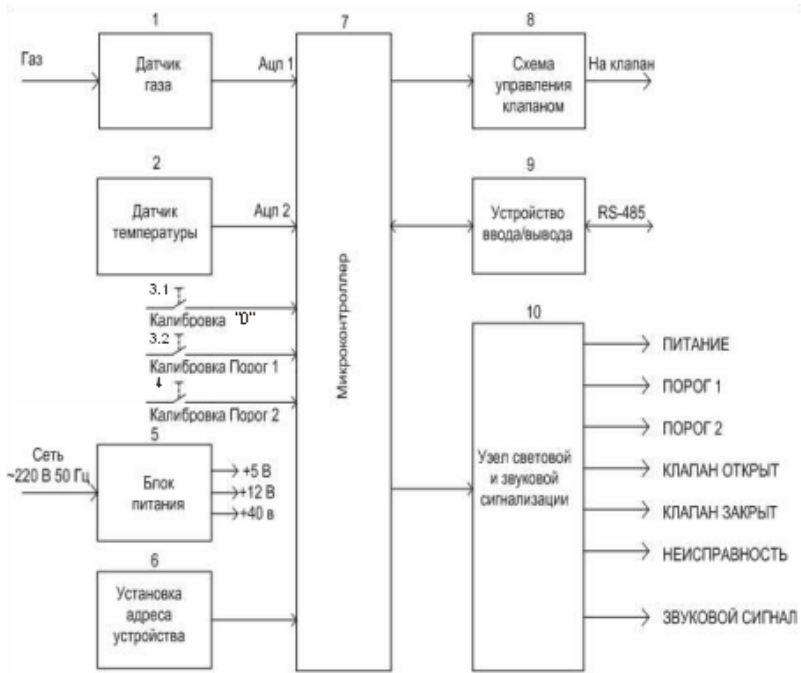 1
Газ
Датчик
газа
Ацп 1
2
Датчик
температуры
Ацп 2
3.1
Калибровка "0"
3.2
Калибровка Порог 1
4
Калибровка Порог 2
5
Сеть
~220 В 50 Гц
Блок
питания
+5 В
+12 В
+40 в
6
Установка
адреса
устройства
7
Микроконтроллер
8
Схема
управления
клапаном
На клапан
9
Устройство
ввода/вывода
RS-485
10
Узел световой
и звуковой
сигнализации
ПИТАНИЕ
ПОРОГ 1
ПОРОГ 2
КЛАПАН ОТКРЫТ
КЛАПАН ЗАКРЫТ
НЕИСПРАВНОСТЬ
ЗВУКОВОЙ СИГНАЛ